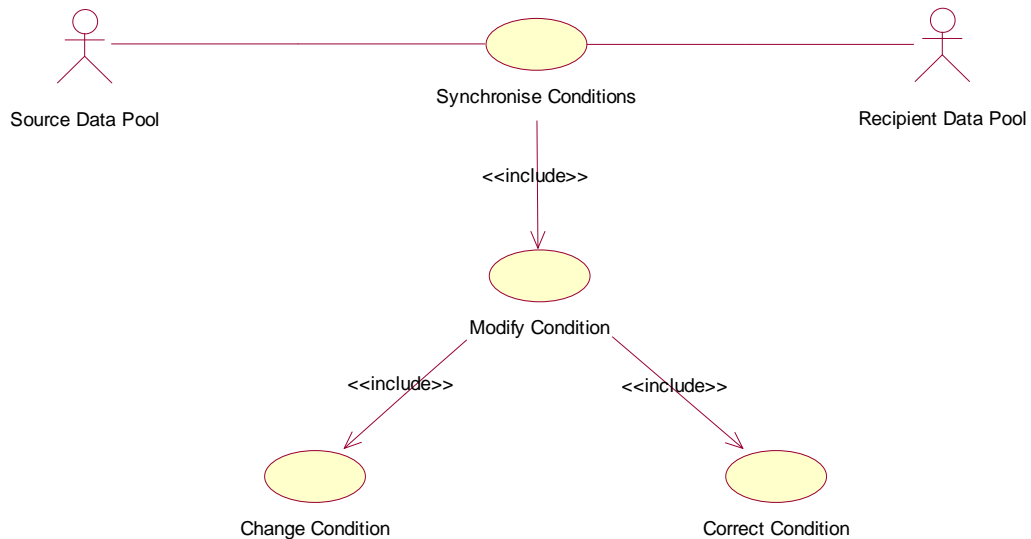 Synchronise Conditions
Source Data Pool
Recipient Data Pool
<<include>>
Modify Condition
<<include>>
<<include>>
Change Condition
Correct Condition